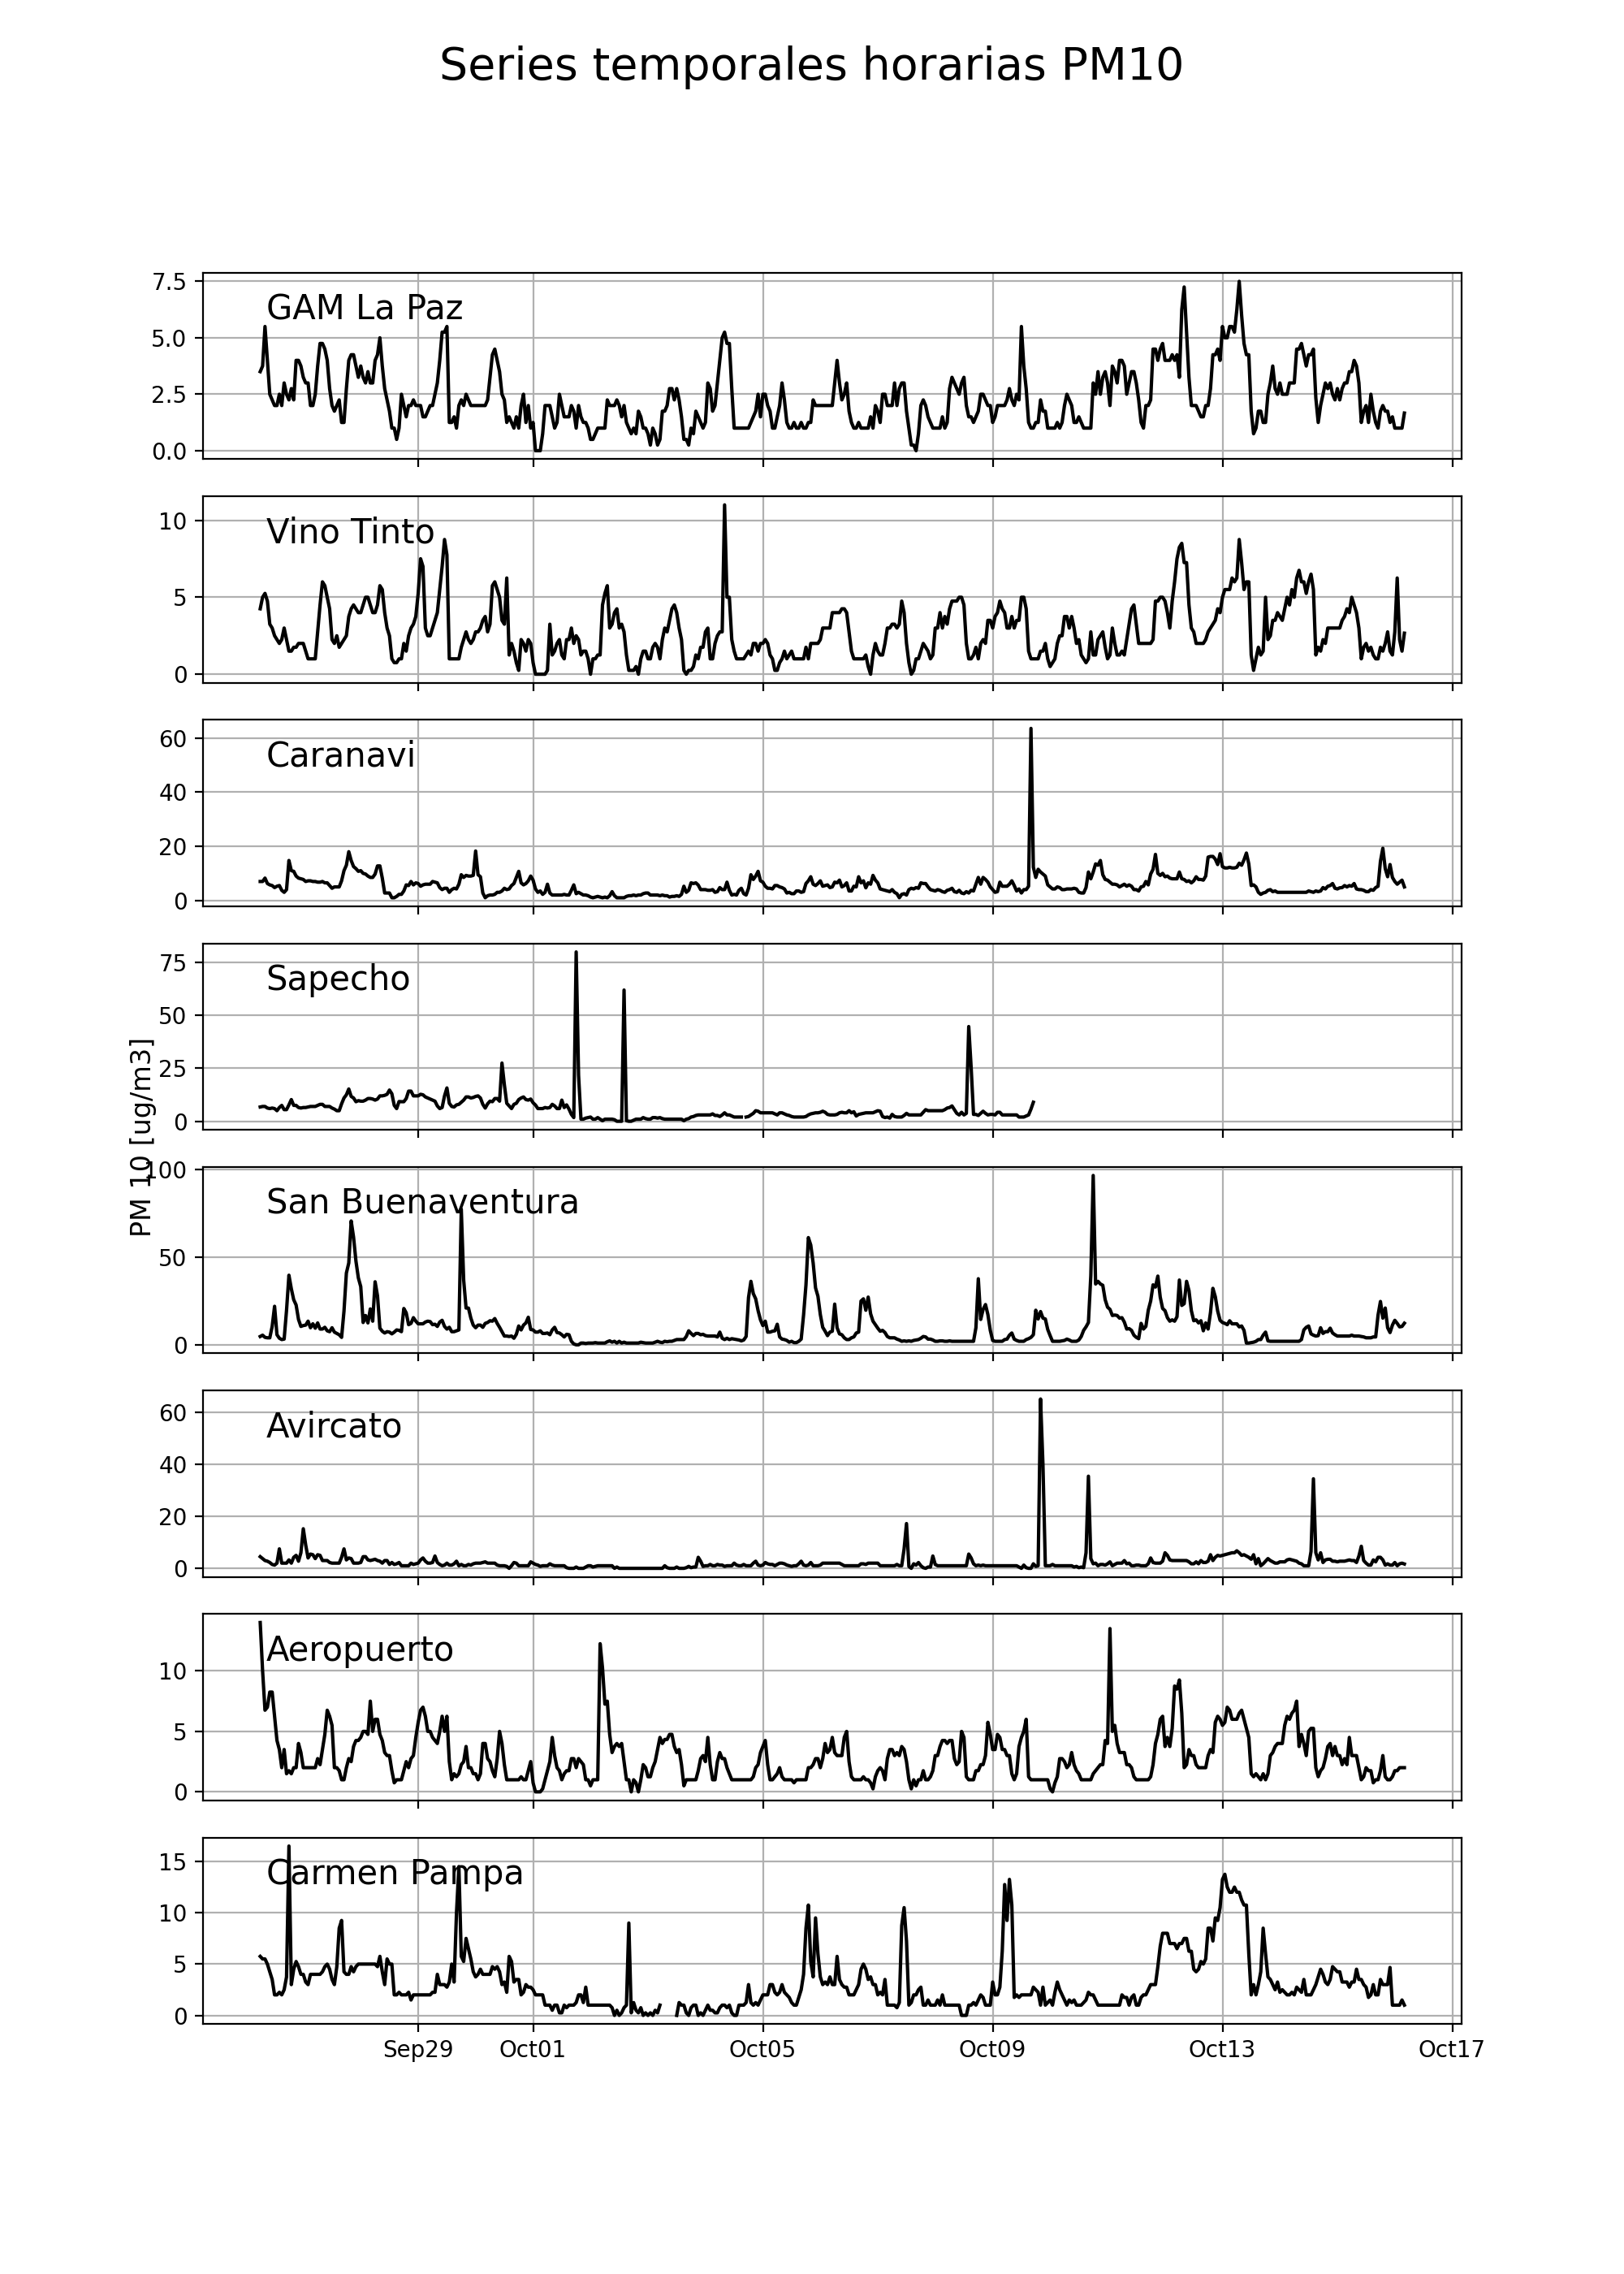 Series temporales horarias PM10
7.5
5.0
2.5
0.0
GAM La Paz
10
5
0
Vino Tinto
60
40
20
0
Caranavi
75
50
25
0
Sapecho
PM 10 [ug/m3]
100
50
0
San Buenaventura
60
40
20
0
Avircato
10
5
0
Aeropuerto
15
10
5
0
Carmen Pampa
Sep29 Oct01 Oct05 Oct09 Oct13 Oct17